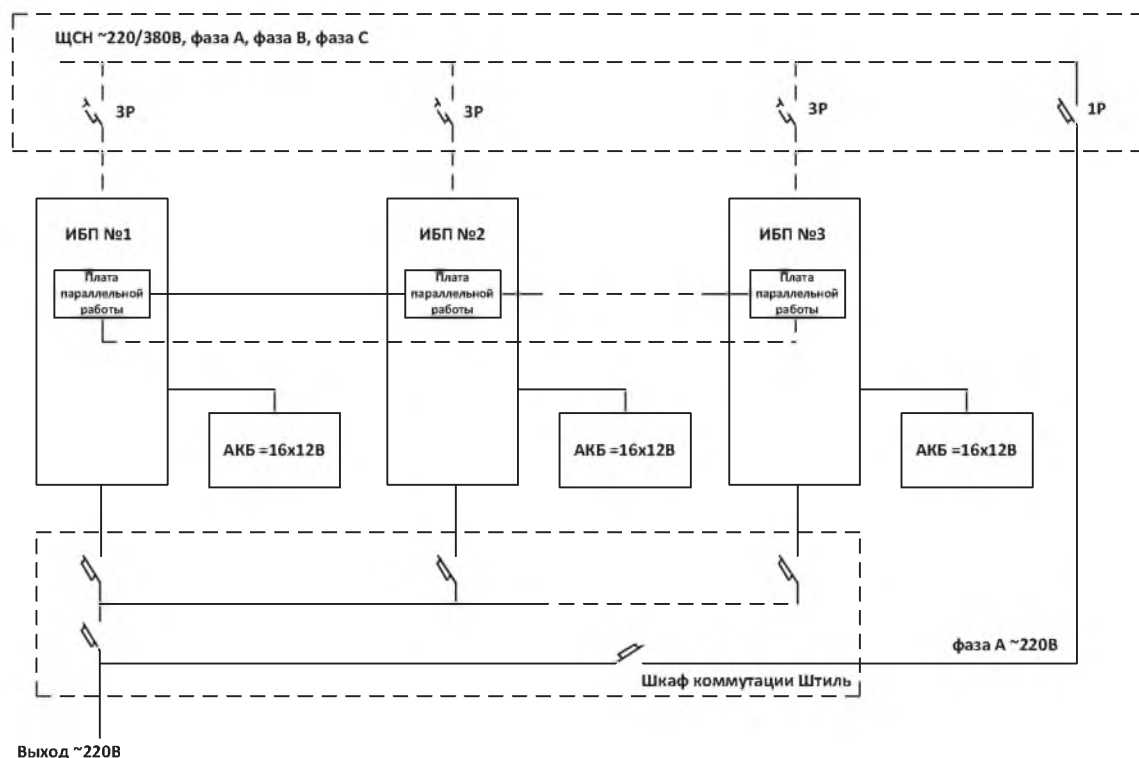 ЩСН ~220/380В, фаза А, фаза В, фаза С
3Р
3Р
3Р
1Р
ИБП №1
ИБП №2
ИБП №3
Плата
параллельной
работы
Плата
параллельной
работы
Плата
параллельной
работы
АКБ =16х12В
АКБ =16х12В
АКБ =16х12В
фаза А ~220В
Шкаф коммутации Штиль
Выход ~220В